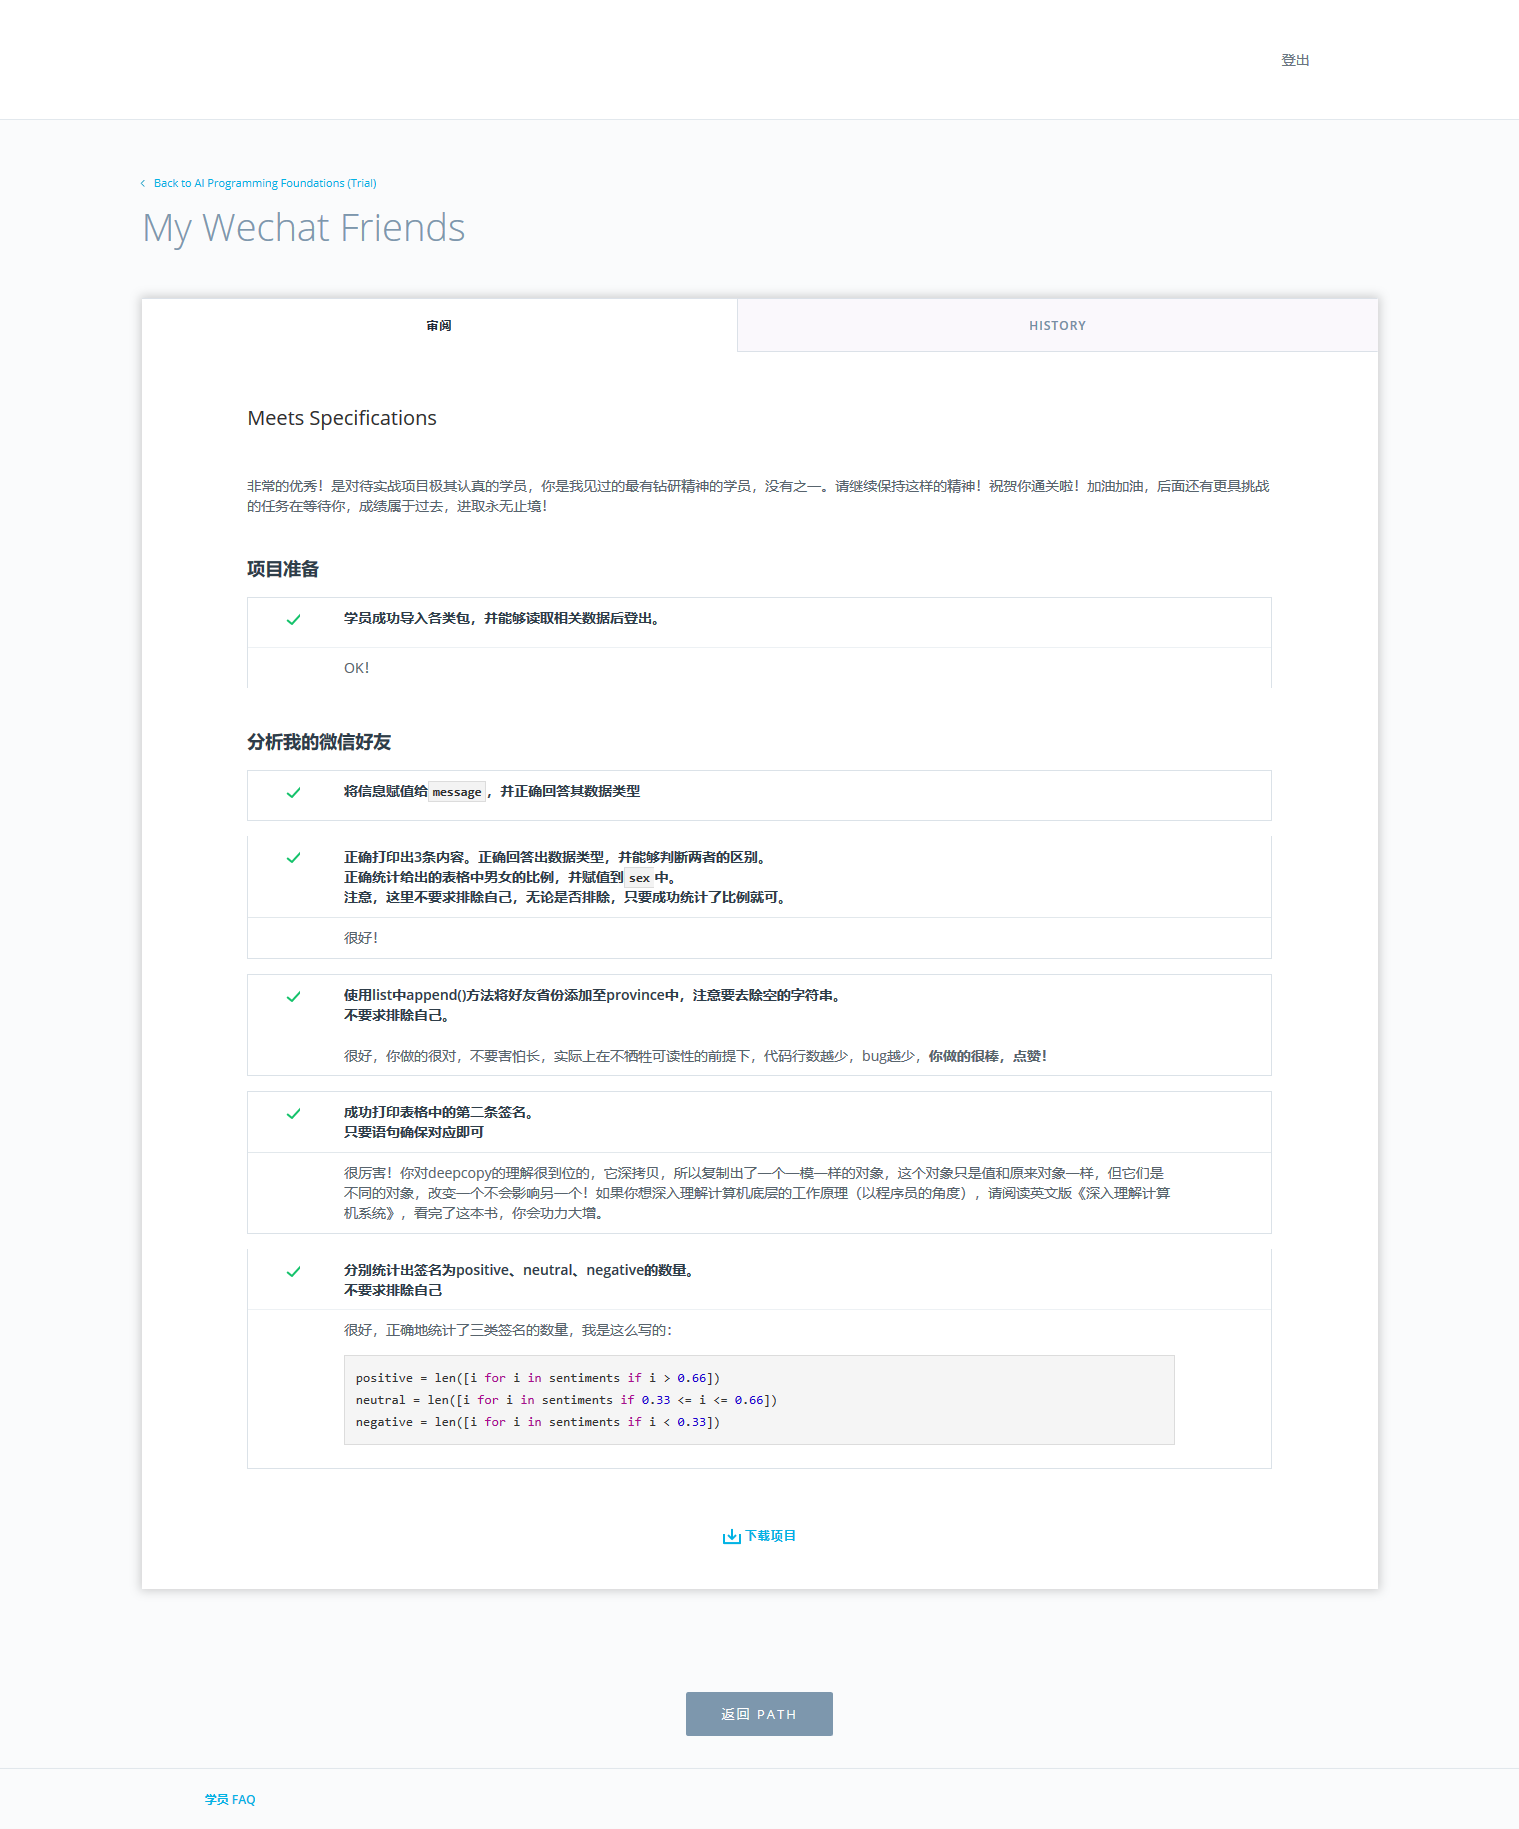 登出
Back to AI Programming Foundations (Trial)
My Wechat Friends
审阅
HISTORY
Meets Specifications
非常的优秀！是对待实战项目极其认真的学员，你是我见过的最有钻研精神的学员，没有之一。请继续保持这样的精神！祝贺你通关啦！加油加油，后面还有更具挑战
的任务在等待你，成绩属于过去，进取永无止境！
项目准备
学员成功导入各类包，并能够读取相关数据后登出。
OK！
分析我的微信好友
将信息赋值给 message ，并正确回答其数据类型
正确打印出3条内容。正确回答出数据类型，并能够判断两者的区别。
正确统计给出的表格中男女的比例，并赋值到 sex 中。
注意，这里不要求排除自己，无论是否排除，只要成功统计了比例就可。
很好！
使用list中append()方法将好友省份添加至province中，注意要去除空的字符串。
不要求排除自己。
很好，你做的很对，不要害怕长，实际上在不牺牲可读性的前提下，代码行数越少，bug越少，你做的很棒，点赞！
成功打印表格中的第二条签名。
只要语句确保对应即可
很厉害！你对deepcopy的理解很到位的，它深拷贝，所以复制出了一个一模一样的对象，这个对象只是值和原来对象一样，但它们是
不同的对象，改变一个不会影响另一个！如果你想深入理解计算机底层的工作原理（以程序员的角度），请阅读英文版《深入理解计算
机系统》，看完了这本书，你会功力大增。
分别统计出签名为positive、neutral、negative的数量。
不要求排除自己
很好，正确地统计了三类签名的数量，我是这么写的：
positive = len([i for i in sentiments if i > 0.66])
neutral = len([i for i in sentiments if 0.33 <= i <= 0.66])
negative = len([i for i in sentiments if i < 0.33])
下载项目
返回 PATH
学员 FAQ